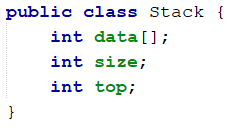 public class Stack {
    int data[];
    int size;
    int top;
}